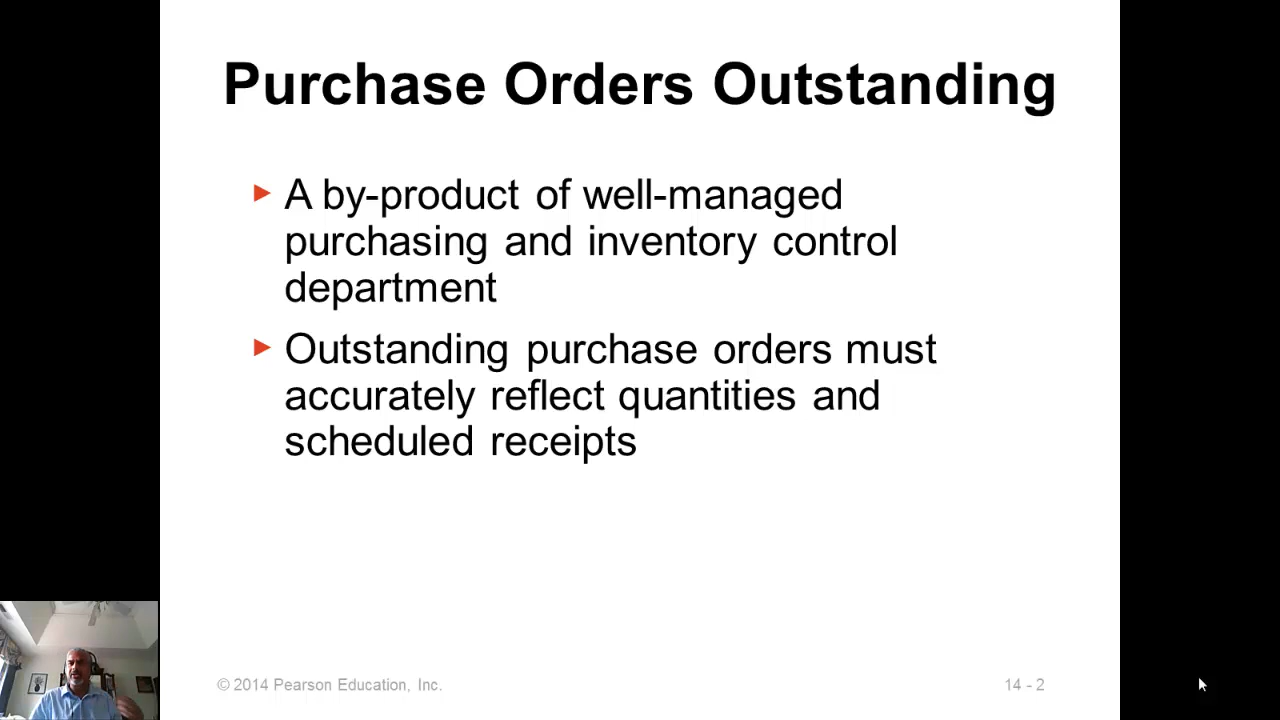 Purchase Orders Outstanding
A by-product of well-managed
purchasing and inventory control
department
Outstanding purchase orders must
accurately reflect quantities and
scheduled receipts
© 2014 Pearson Education, Inc.
14 - 2